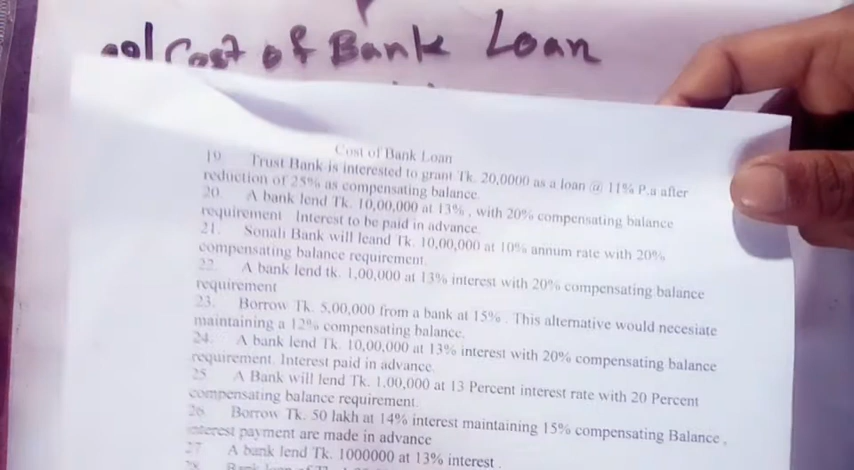 Cost of Bank Loan
Cost of Bank Loan
19. Trust Bank is interested to grant Tk. 20,0000 as a loan @ 11% P.a after
reduction of 25% as compensating balance.
20. A bank lend Tk. 10,00,000 at 13% , with 20% compensating balance
requirement Interest to be paid in advance.
21. Sonali Bank will leand Tk. 10,00,000 at 10% annum rate with 20%
compensating balance requirement.
22. A bank lend tk. 1,00,000 at 13% interest with 20% compensating balance
requirement
23. Borrow Tk. 5,00,000 from a bank at 15% . This alternative would necesiate
maintaining a 12% compensating balance.
24. A bank lend Tk. 10,00,000 at 13% interest with 20% compensating balance
requirement. Interest paid in advance.
25 A Bank will lend Tk. 1,00,000 at 13 Percent interest rate with 20 Percent
compensating balance requirement.
26. Borrow Tk. 50 lakh at 14% interest maintaining 15% compensating Balance ,
interest payment are made in advance
27 A bank lend Tk. 1000000 at 13% interest .
28 Bank loan of